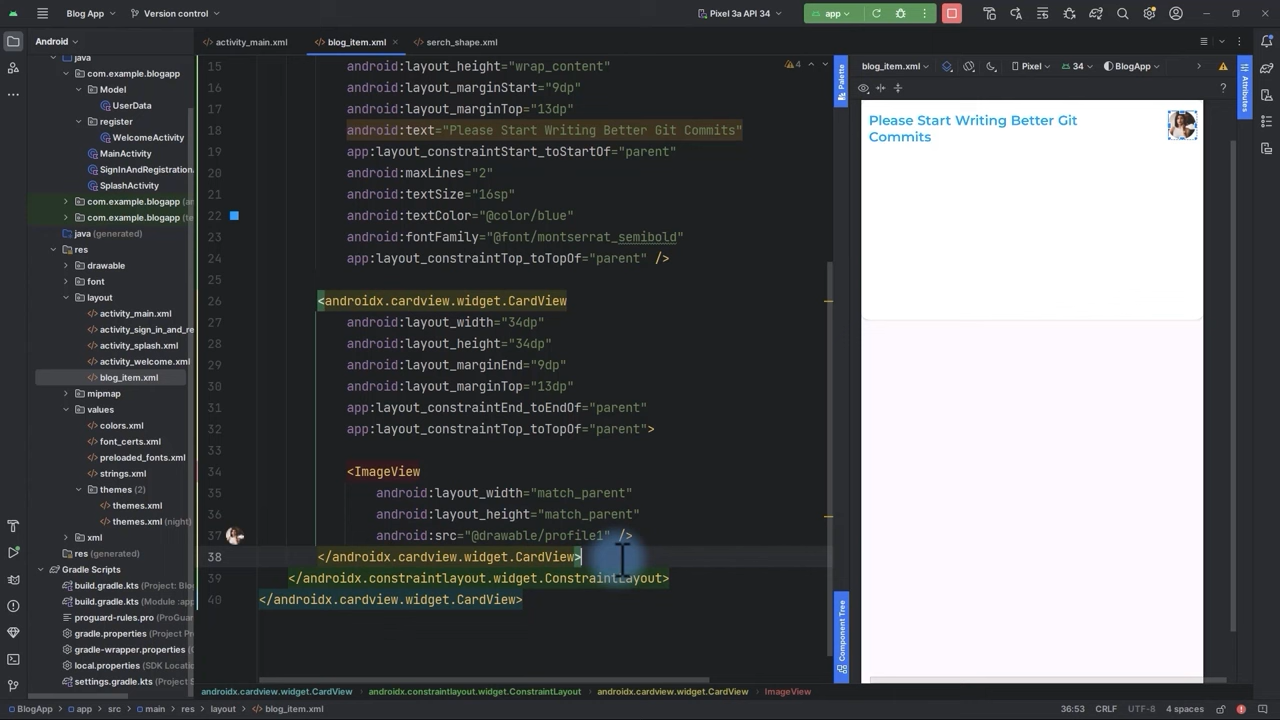 Blog App
Version control
Pixel 3a API 34
app
Android
activity_main.xml
blog_item.xml
serch_shape.xml
java
com.example.blogapp
Model
UserData
register
WelcomeActivity
MainActivity
SignInAndRegistration
SplashActivity
com.example.blogapp (an
com.example.blogapp (te
java (generated)
res
drawable
font
layout
activity_main.xml
activity_sign_in_and_re
activity_splash.xml
activity_welcome.xml
blog_item.xml
mipmap
values
colors.xml
font_certs.xml
preloaded_fonts.xml
strings.xml
themes (2)
themes.xml
themes.xml (night)
xml
res (generated)
Gradle Scripts
build.gradle.kts (Project: Blog
build.gradle.kts (Module :app
proguard-rules.pro (ProGua
gradle.properties (Project P
gradle-wrapper.properties
local.properties (SDK Locati
settings.gradle.kts (Project
15 android:layout_height="wrap_content"
16 android:layout_marginStart="9dp"
17 android:layout_marginTop="13dp"
18 android:text="Please Start Writing Better Git Commits"
19 app:layout_constraintStart_toStartOf="parent"
20 android:maxLines="2"
21 android:textSize="16sp"
22 android:textColor="@color/blue"
23 android:fontFamily="@font/montserrat_semibold"
24 app:layout_constraintTop_toTopOf="parent" />
25
26 <androidx.cardview.widget.CardView
27 android:layout_width="34dp"
28 android:layout_height="34dp"
29 android:layout_marginEnd="9dp"
30 android:layout_marginTop="13dp"
31 app:layout_constraintEnd_toEndOf="parent"
32 app:layout_constraintTop_toTopOf="parent">
33
34 <ImageView
35 android:layout_width="match_parent"
36 android:layout_height="match_parent"
37 android:src="@drawable/profile1" />
38 </androidx.cardview.widget.CardView>
39 </androidx.constraintlayout.widget.ConstraintLayout>
40 </androidx.cardview.widget.CardView>
4
Palette
Component Tree
blog_item.xml
Pixel
34
BlogApp
Attributes
Please Start Writing Better Git
Commits
androidx.cardview.widget.CardView
androidx.constraintlayout.widget.ConstraintLayout
androidx.cardview.widget.CardView
ImageView
BlogApp > app > src > main > res > layout > blog_item.xml
36:53 CRLF UTF-8 4 spaces